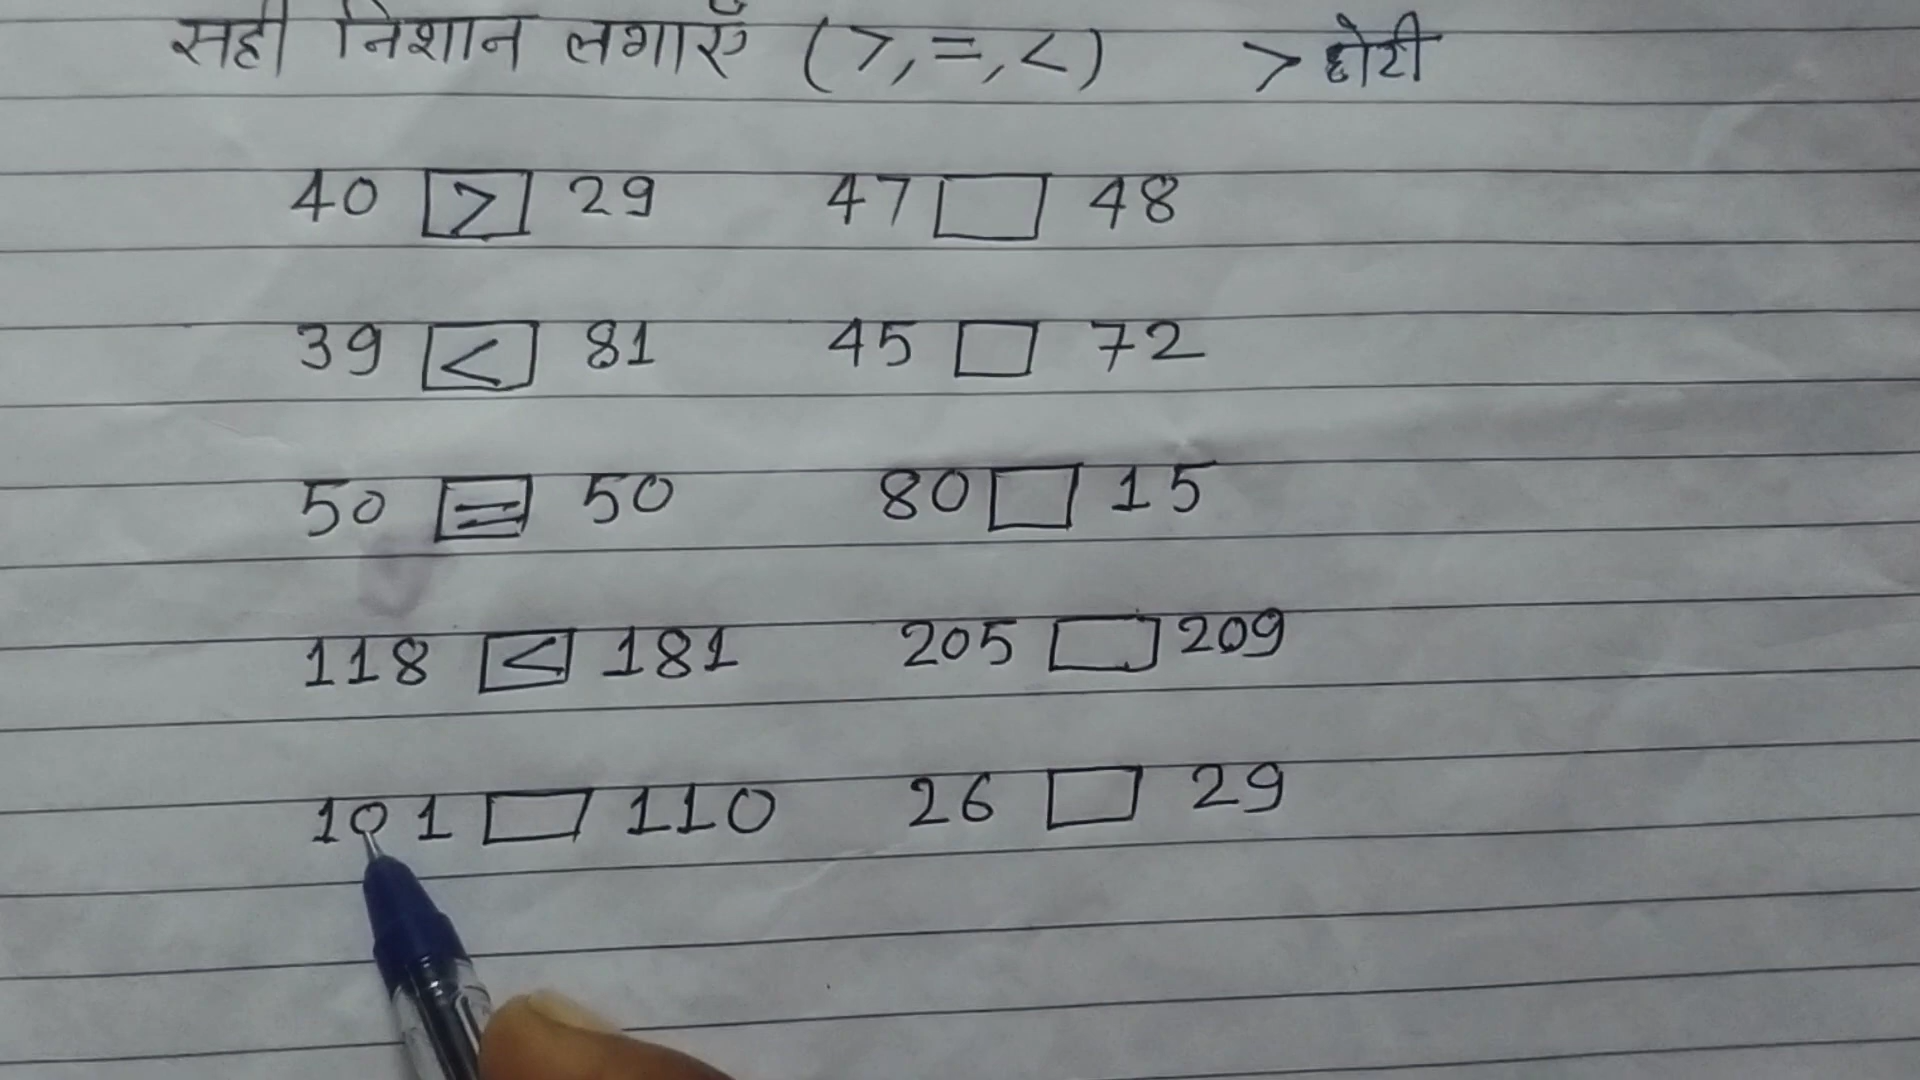 सही निशान लगाएँ (>,=,<) > छोटी
40 > 29 47 □ 48
39 < 81 45 □ 72
50 = 50 80 □ 15
118 < 181 205 □ 209
101 □ 110 26 □ 29